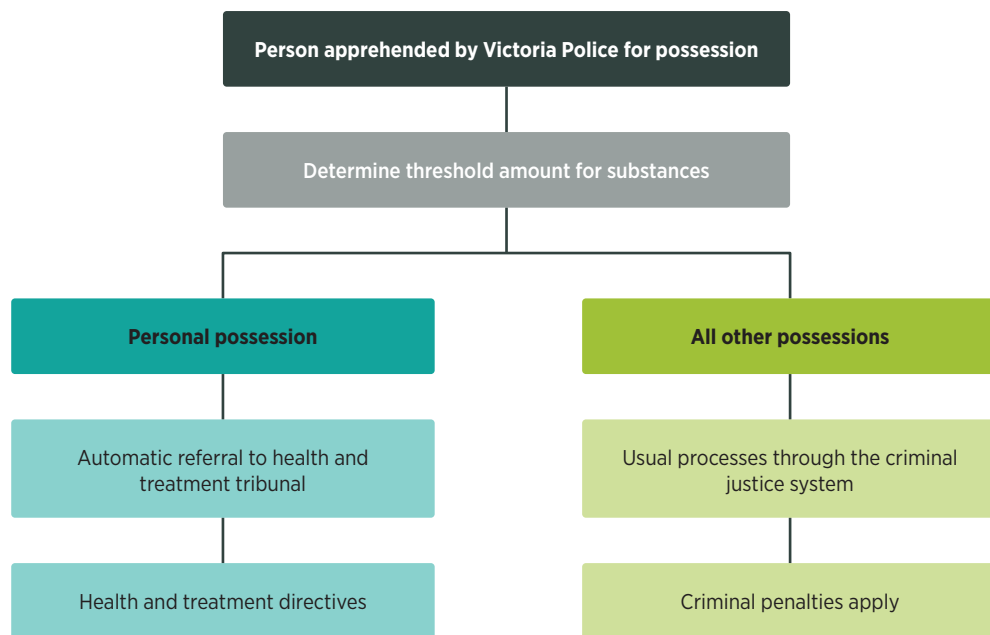 Person apprehended by Victoria Police for possession
Determine threshold amount for substances
Personal possession
Automatic referral to health and
treatment tribunal
Health and treatment directives
All other possessions
Usual processes through the criminal
justice system
Criminal penalties apply